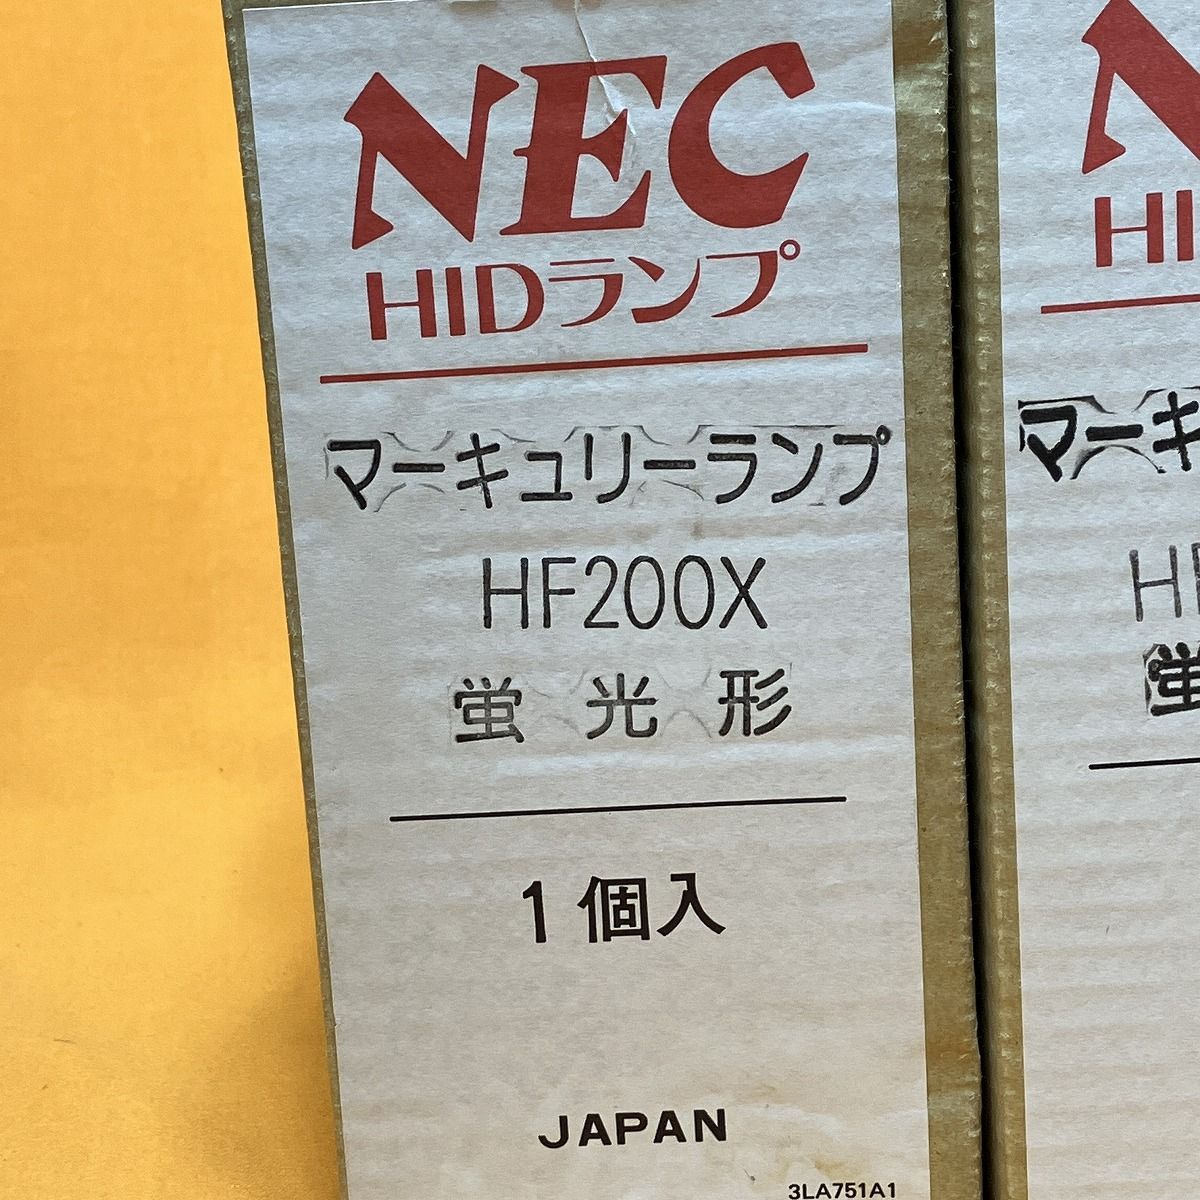 NEC
HIDランプ
マーキュリーランプ
HF200X
蛍光形
1個入
JAPAN
3LA751A1